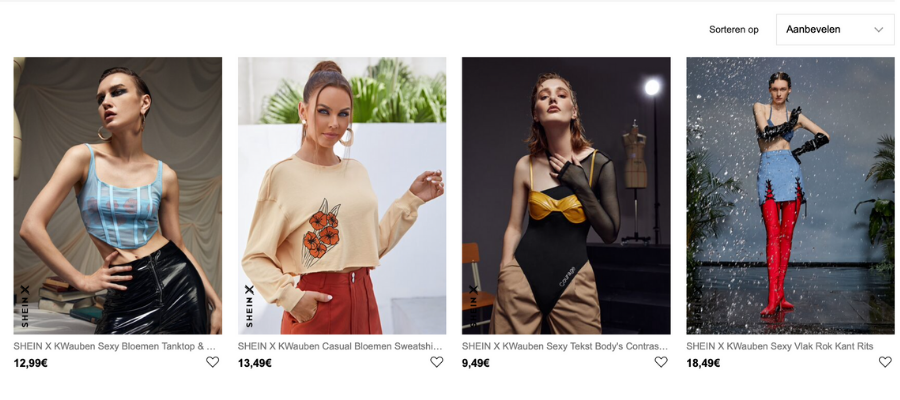 Sorteren op
Aanbevelen
SHEIN X
SHEIN X
SHEIN X
COURAGE
SHEIN X KWauben Sexy Bloemen Tanktop & ...
SHEIN X KWauben Casual Bloemen Sweatshi...
SHEIN X KWauben Sexy Tekst Body's Contras...
SHEIN X KWauben Sexy Vlak Rok Kant Rits
12,99€
13,49€
9,49€
18,49€